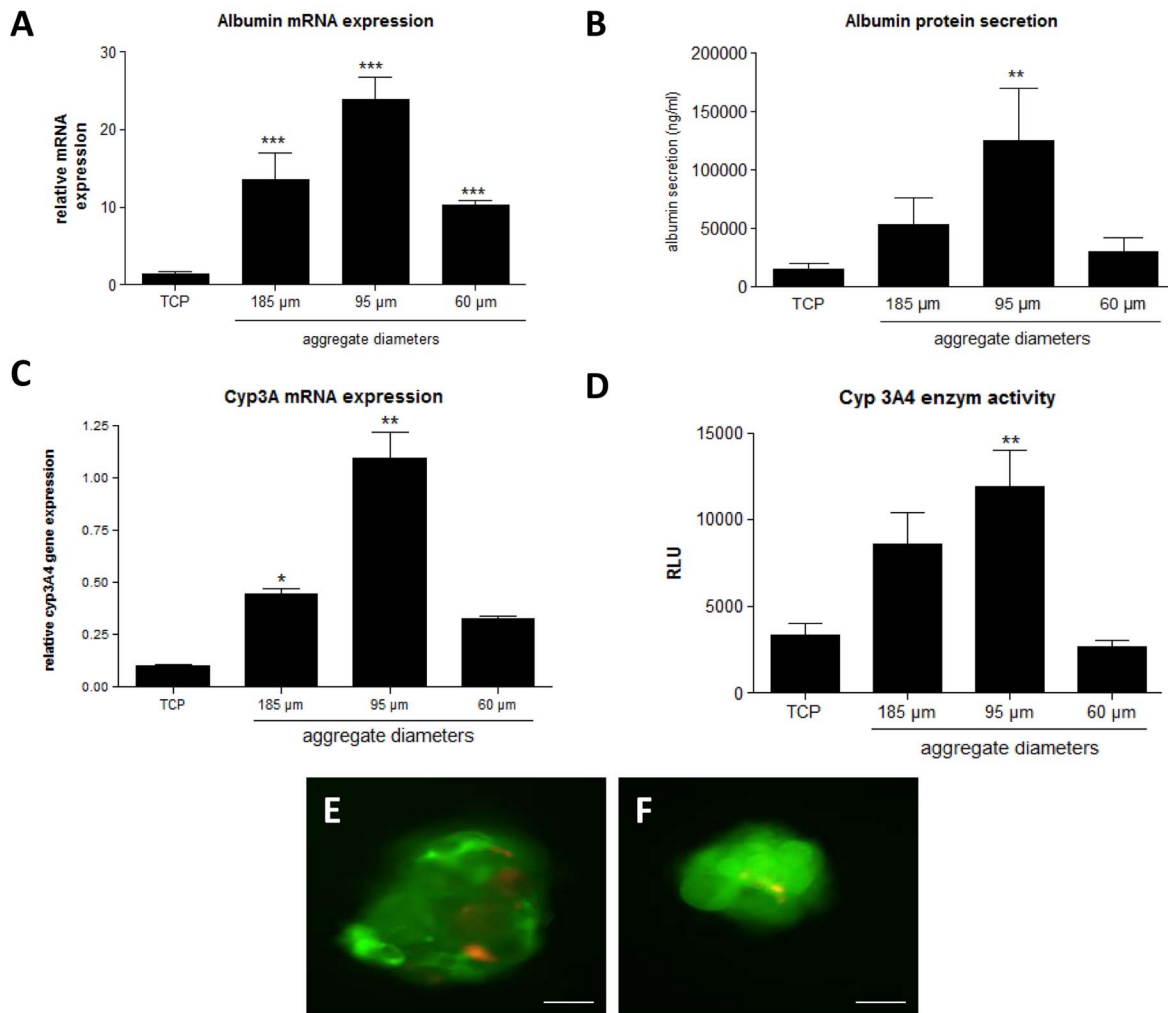 A
Albumin mRNA expression
relative mRNA
expression
30
20
10
0
***
***
***
TCP
185 µm
95 µm
60 µm
aggregate diameters
B
Albumin protein secretion
albumin secretion (ng/ml)
200000
150000
100000
50000
0
**
TCP
185 µm
95 µm
60 µm
aggregate diameters
C
Cyp3A mRNA expression
relative cyp3A4 gene expression
1.25
1.00
0.75
0.50
0.25
0.00
*
**
TCP
185 µm
95 µm
60 µm
aggregate diameters
D
Cyp 3A4 enzym activity
RLU
15000
10000
5000
0
**
TCP
185 µm
95 µm
60 µm
aggregate diameters
E
F